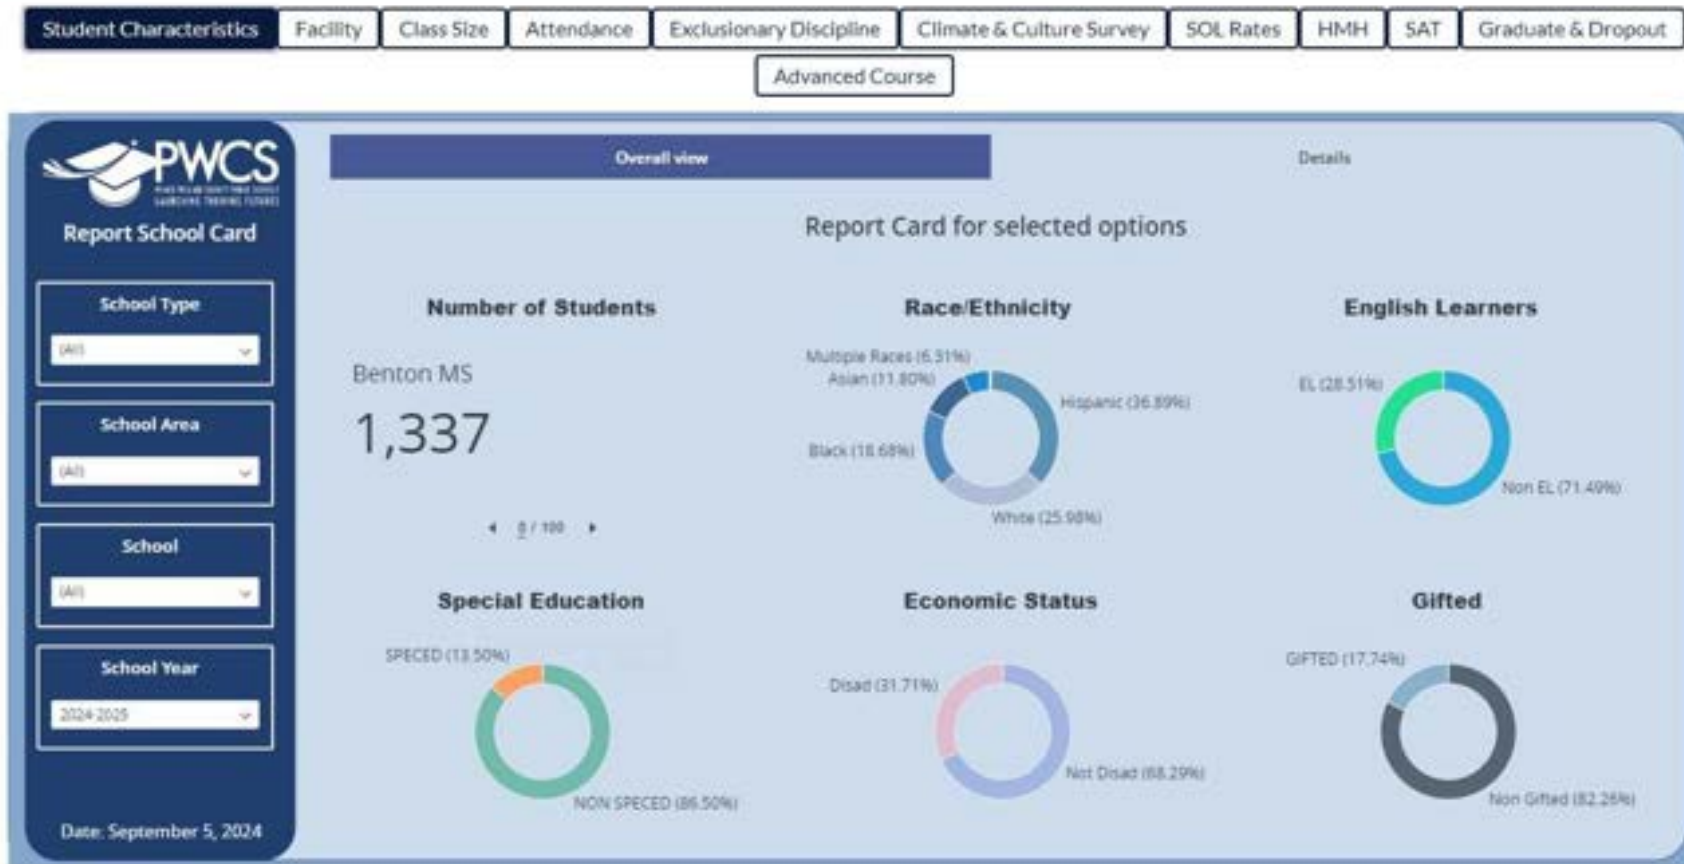 Student Characteristics Facility Class Size Attendance Exclusionary Discipline Climate & Culture Survey SOL Rates HMH SAT Graduate & Dropout
Advanced Course
PWCS
Report School Card
School Type
(All)
School Area
(All)
School
(All)
School Year
2024-2025
Date: September 5, 2024
Overall view Details
Report Card for selected options
Number of Students
Benton MS
1,337
0 / 100
Race/Ethnicity
Multiple Races (6.31%)
Asian (11.80%)
Hispanic (36.89%)
Black (18.68%)
White (25.98%)
English Learners
EL (28.51%)
Non EL (71.49%)
Special Education
SPECED (13.50%)
NON SPECED (86.50%)
Economic Status
Disad (31.71%)
Not Disad (68.29%)
Gifted
GIFTED (17.74%)
Non Gifted (82.26%)